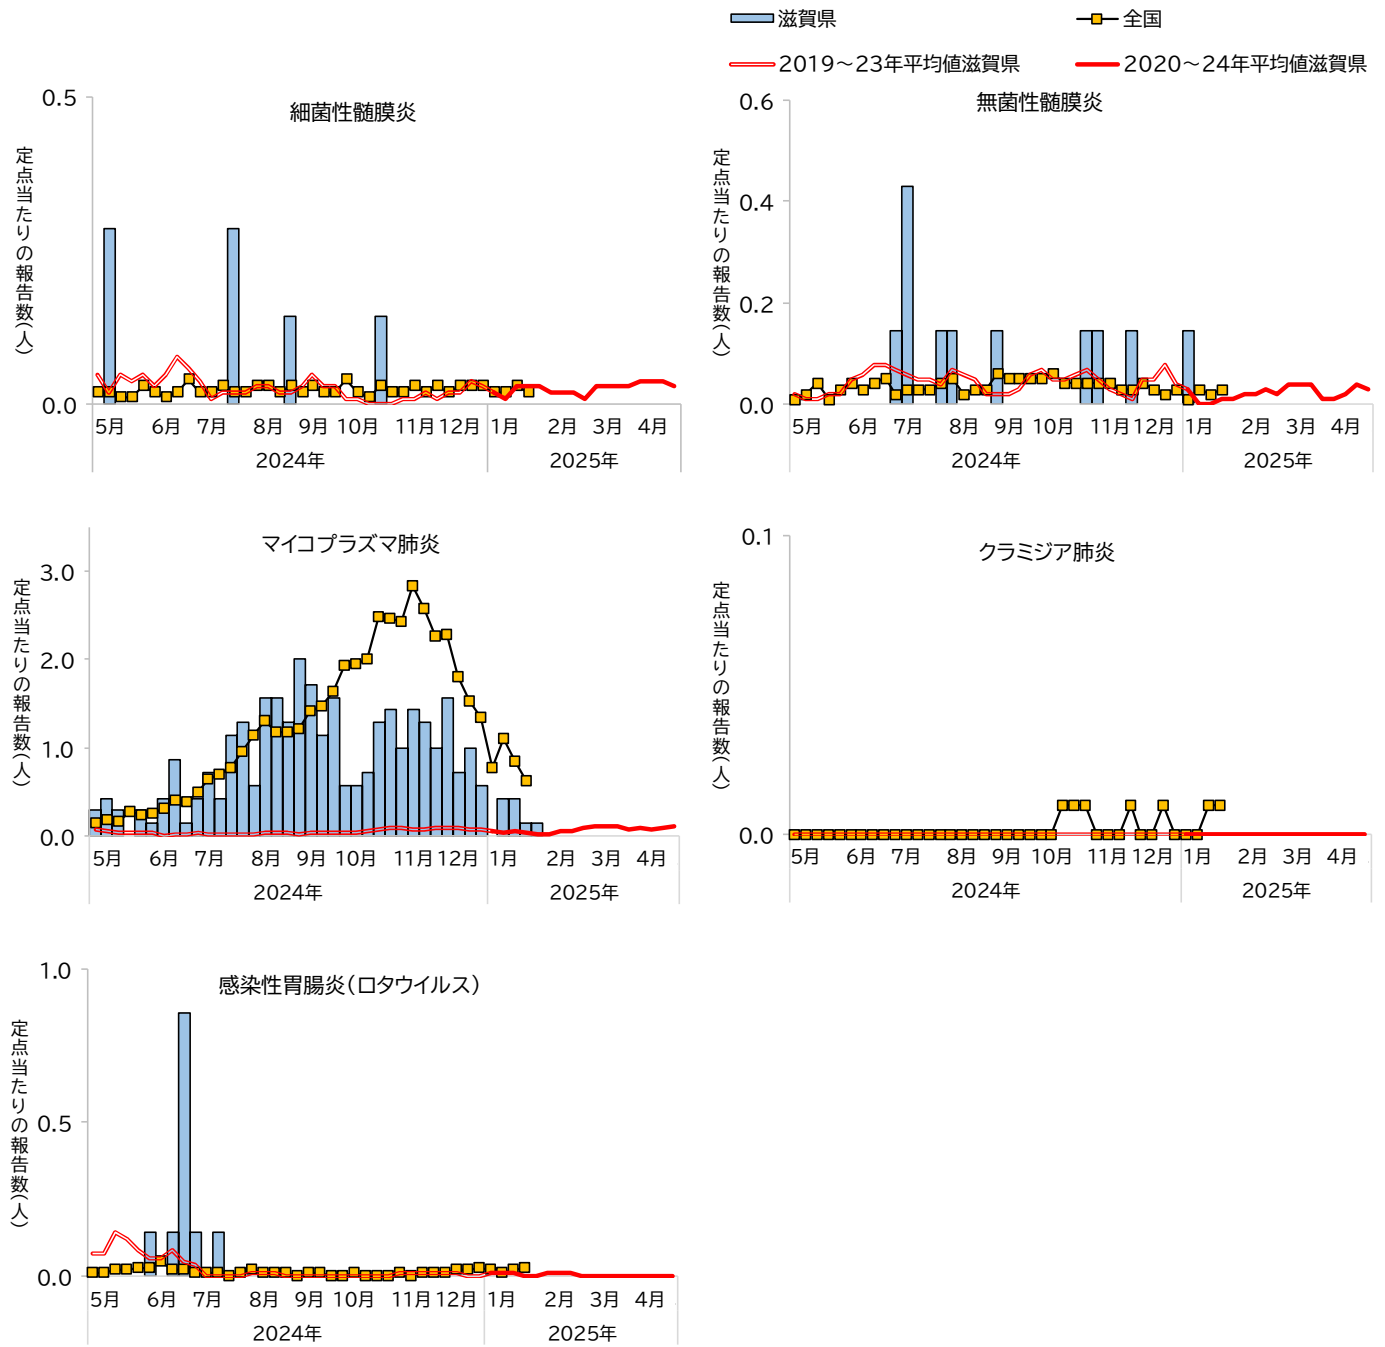 滋賀県
全国
2019～23年平均値滋賀県
2020～24年平均値滋賀県
細菌性髄膜炎
定点当たりの報告数(人)
0.5
0.0
5月 6月 7月 8月 9月 10月 11月 12月 1月 2月 3月 4月
2024年 2025年
無菌性髄膜炎
定点当たりの報告数(人)
0.6
0.4
0.2
0.0
5月 6月 7月 8月 9月 10月 11月 12月 1月 2月 3月 4月
2024年 2025年
マイコプラズマ肺炎
定点当たりの報告数(人)
3.0
2.0
1.0
0.0
5月 6月 7月 8月 9月 10月 11月 12月 1月 2月 3月 4月
2024年 2025年
クラミジア肺炎
定点当たりの報告数(人)
0.1
0.0
5月 6月 7月 8月 9月 10月 11月 12月 1月 2月 3月 4月
2024年 2025年
感染性胃腸炎(ロタウイルス)
定点当たりの報告数(人)
1.0
0.5
0.0
5月 6月 7月 8月 9月 10月 11月 12月 1月 2月 3月 4月
2024年 2025年